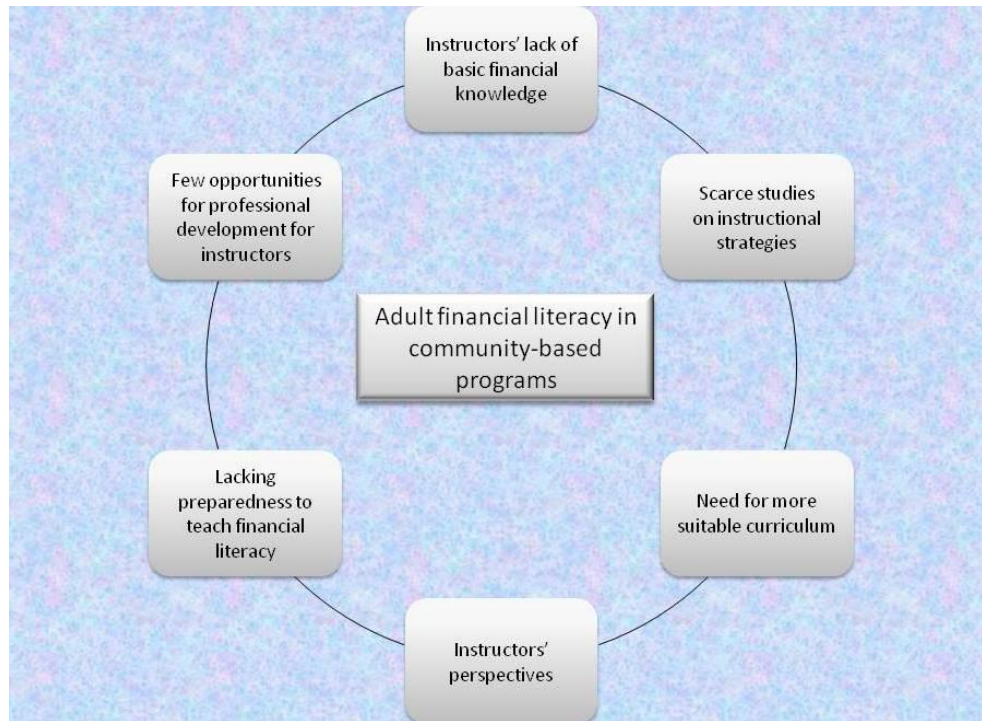 Instructors’ lack of
basic financial
knowledge
Few opportunities
for professional
development for
instructors
Scarce studies
on instructional
strategies
Adult financial literacy in
community-based
programs
Lacking
preparedness to
teach financial
literacy
Need for more
suitable curriculum
Instructors’
perspectives